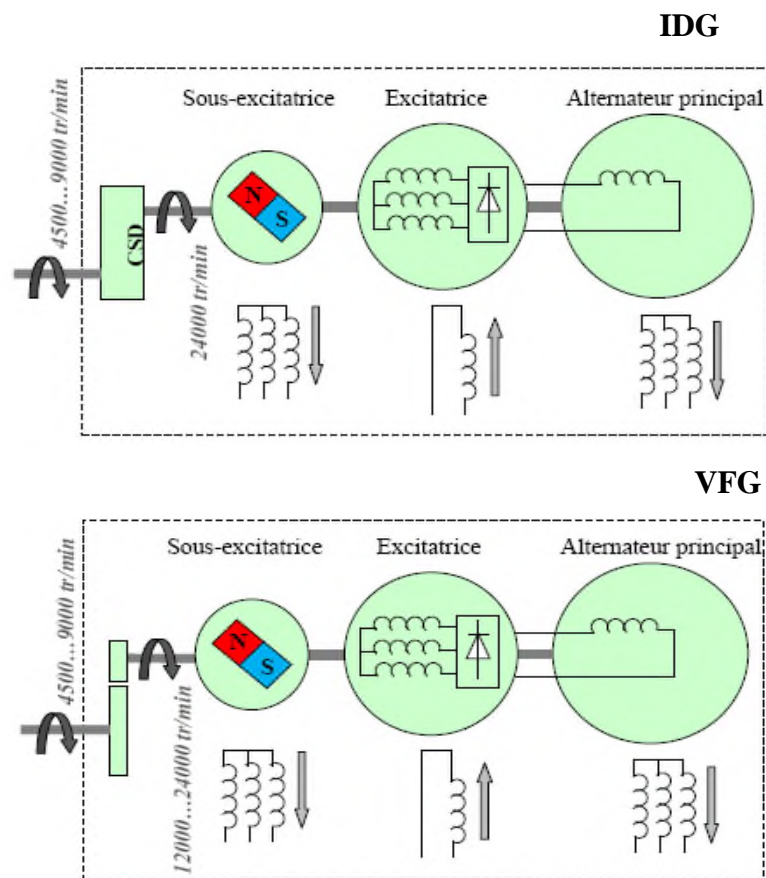 IDG
Sous-excitatrice
Excitatrice
Alternateur principal
4500...9000 tr/min
CSD
24000 tr/min
N
S
VFG
Sous-excitatrice
Excitatrice
Alternateur principal
4500...9000 tr/min
12000...24000 tr/min
N
S